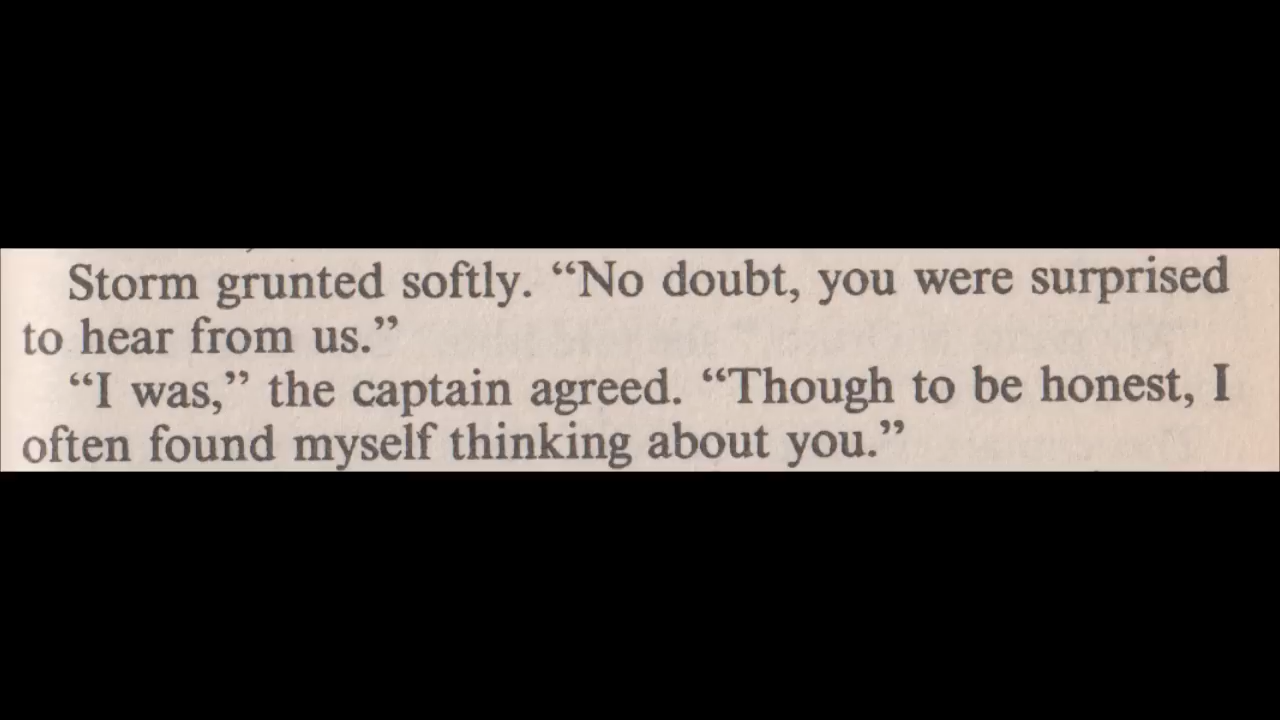 Storm grunted softly. “No doubt, you were surprised
to hear from us.”
“I was,” the captain agreed. “Though to be honest, I
often found myself thinking about you.”